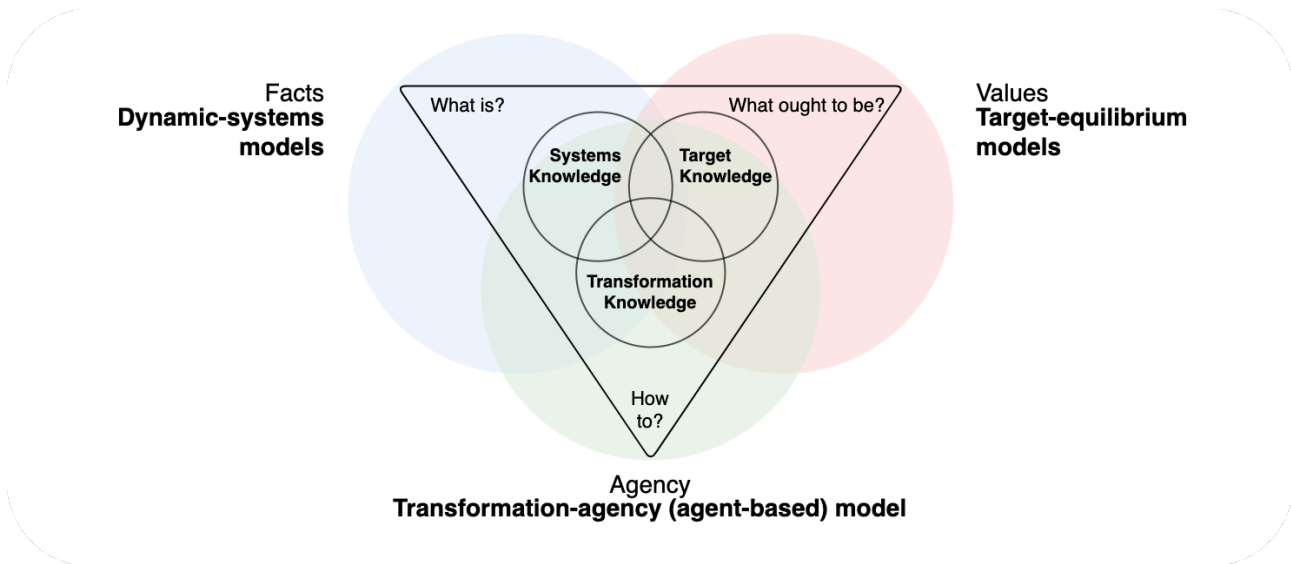 Facts
Dynamic-systems
models
What is?
What ought to be?
Values
Target-equilibrium
models
Systems
Knowledge
Target
Knowledge
Transformation
Knowledge
How
to?
Agency
Transformation-agency (agent-based) model